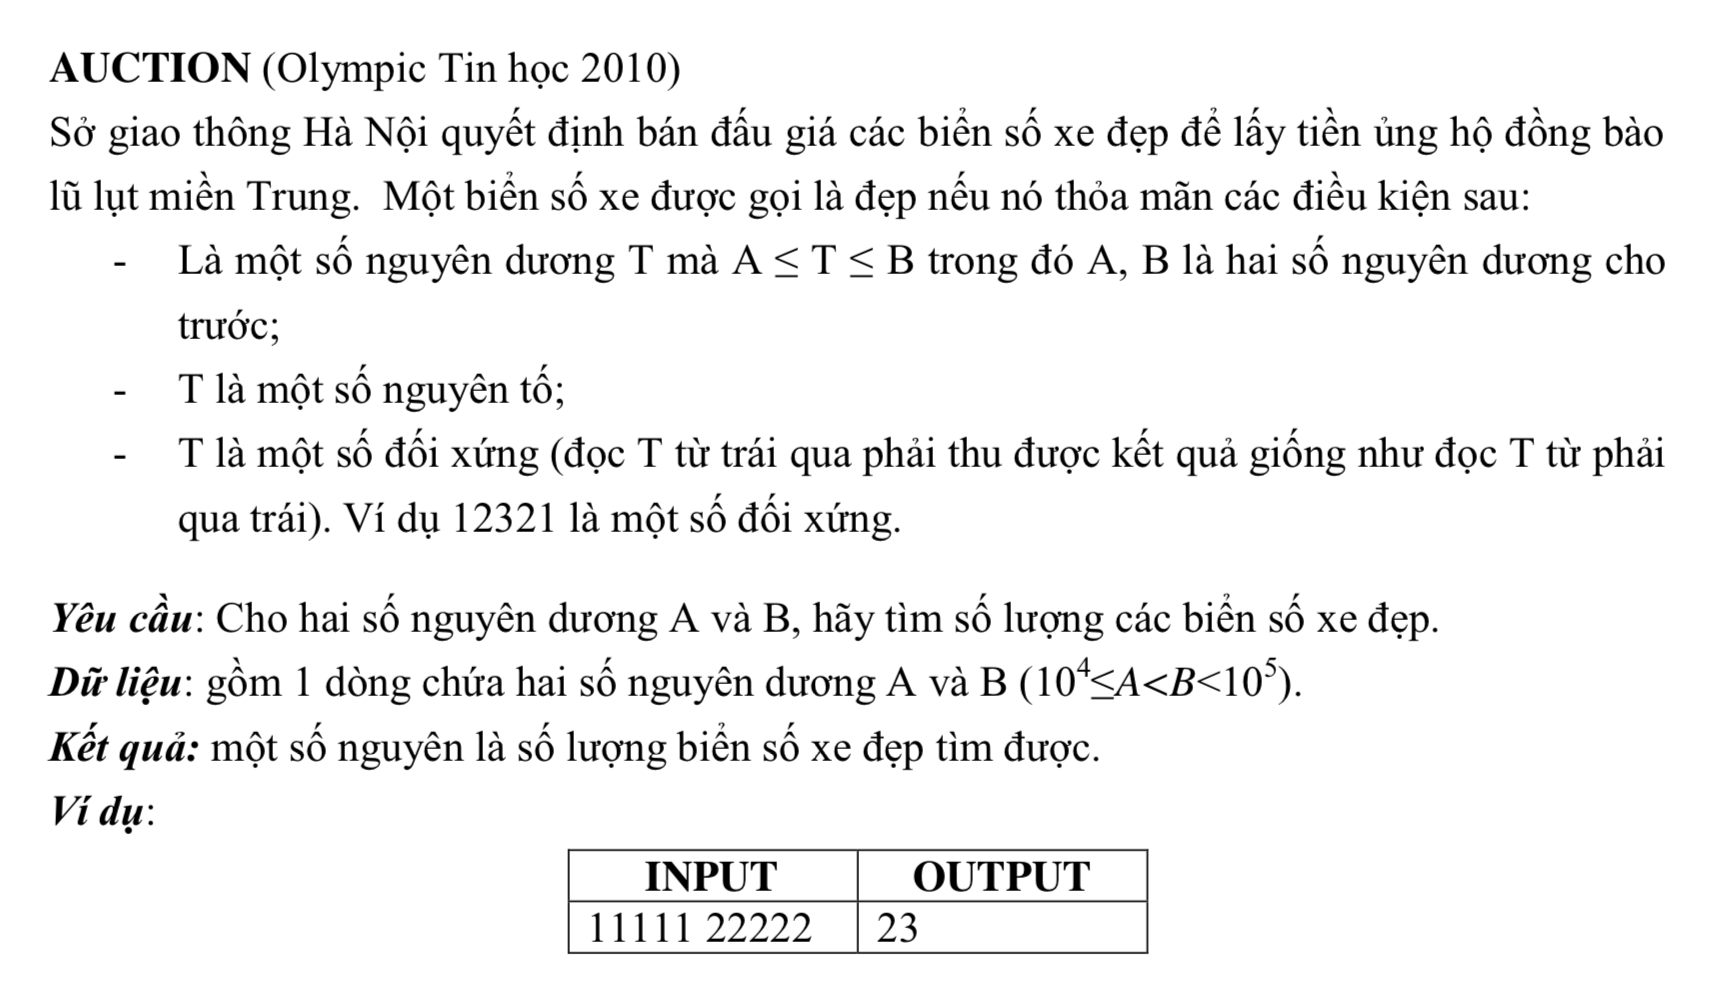 AUCTION (Olympic Tin học 2010)
Sở giao thông Hà Nội quyết định bán đấu giá các biển số xe đẹp để lấy tiền ủng hộ đồng bào
lũ lụt miền Trung.  Một biển số xe được gọi là đẹp nếu nó thỏa mãn các điều kiện sau:
- Là một số nguyên dương T mà A ≤ T ≤ B trong đó A, B là hai số nguyên dương cho
trước;
- T là một số nguyên tố;
- T là một số đối xứng (đọc T từ trái qua phải thu được kết quả giống như đọc T từ phải
qua trái). Ví dụ 12321 là một số đối xứng.
Yêu cầu: Cho hai số nguyên dương A và B, hãy tìm số lượng các biển số xe đẹp.
Dữ liệu: gồm 1 dòng chứa hai số nguyên dương A và B (10⁴≤A<B<10⁵).
Kết quả: một số nguyên là số lượng biển số xe đẹp tìm được.
Ví dụ:
INPUT OUTPUT
11111 22222 23